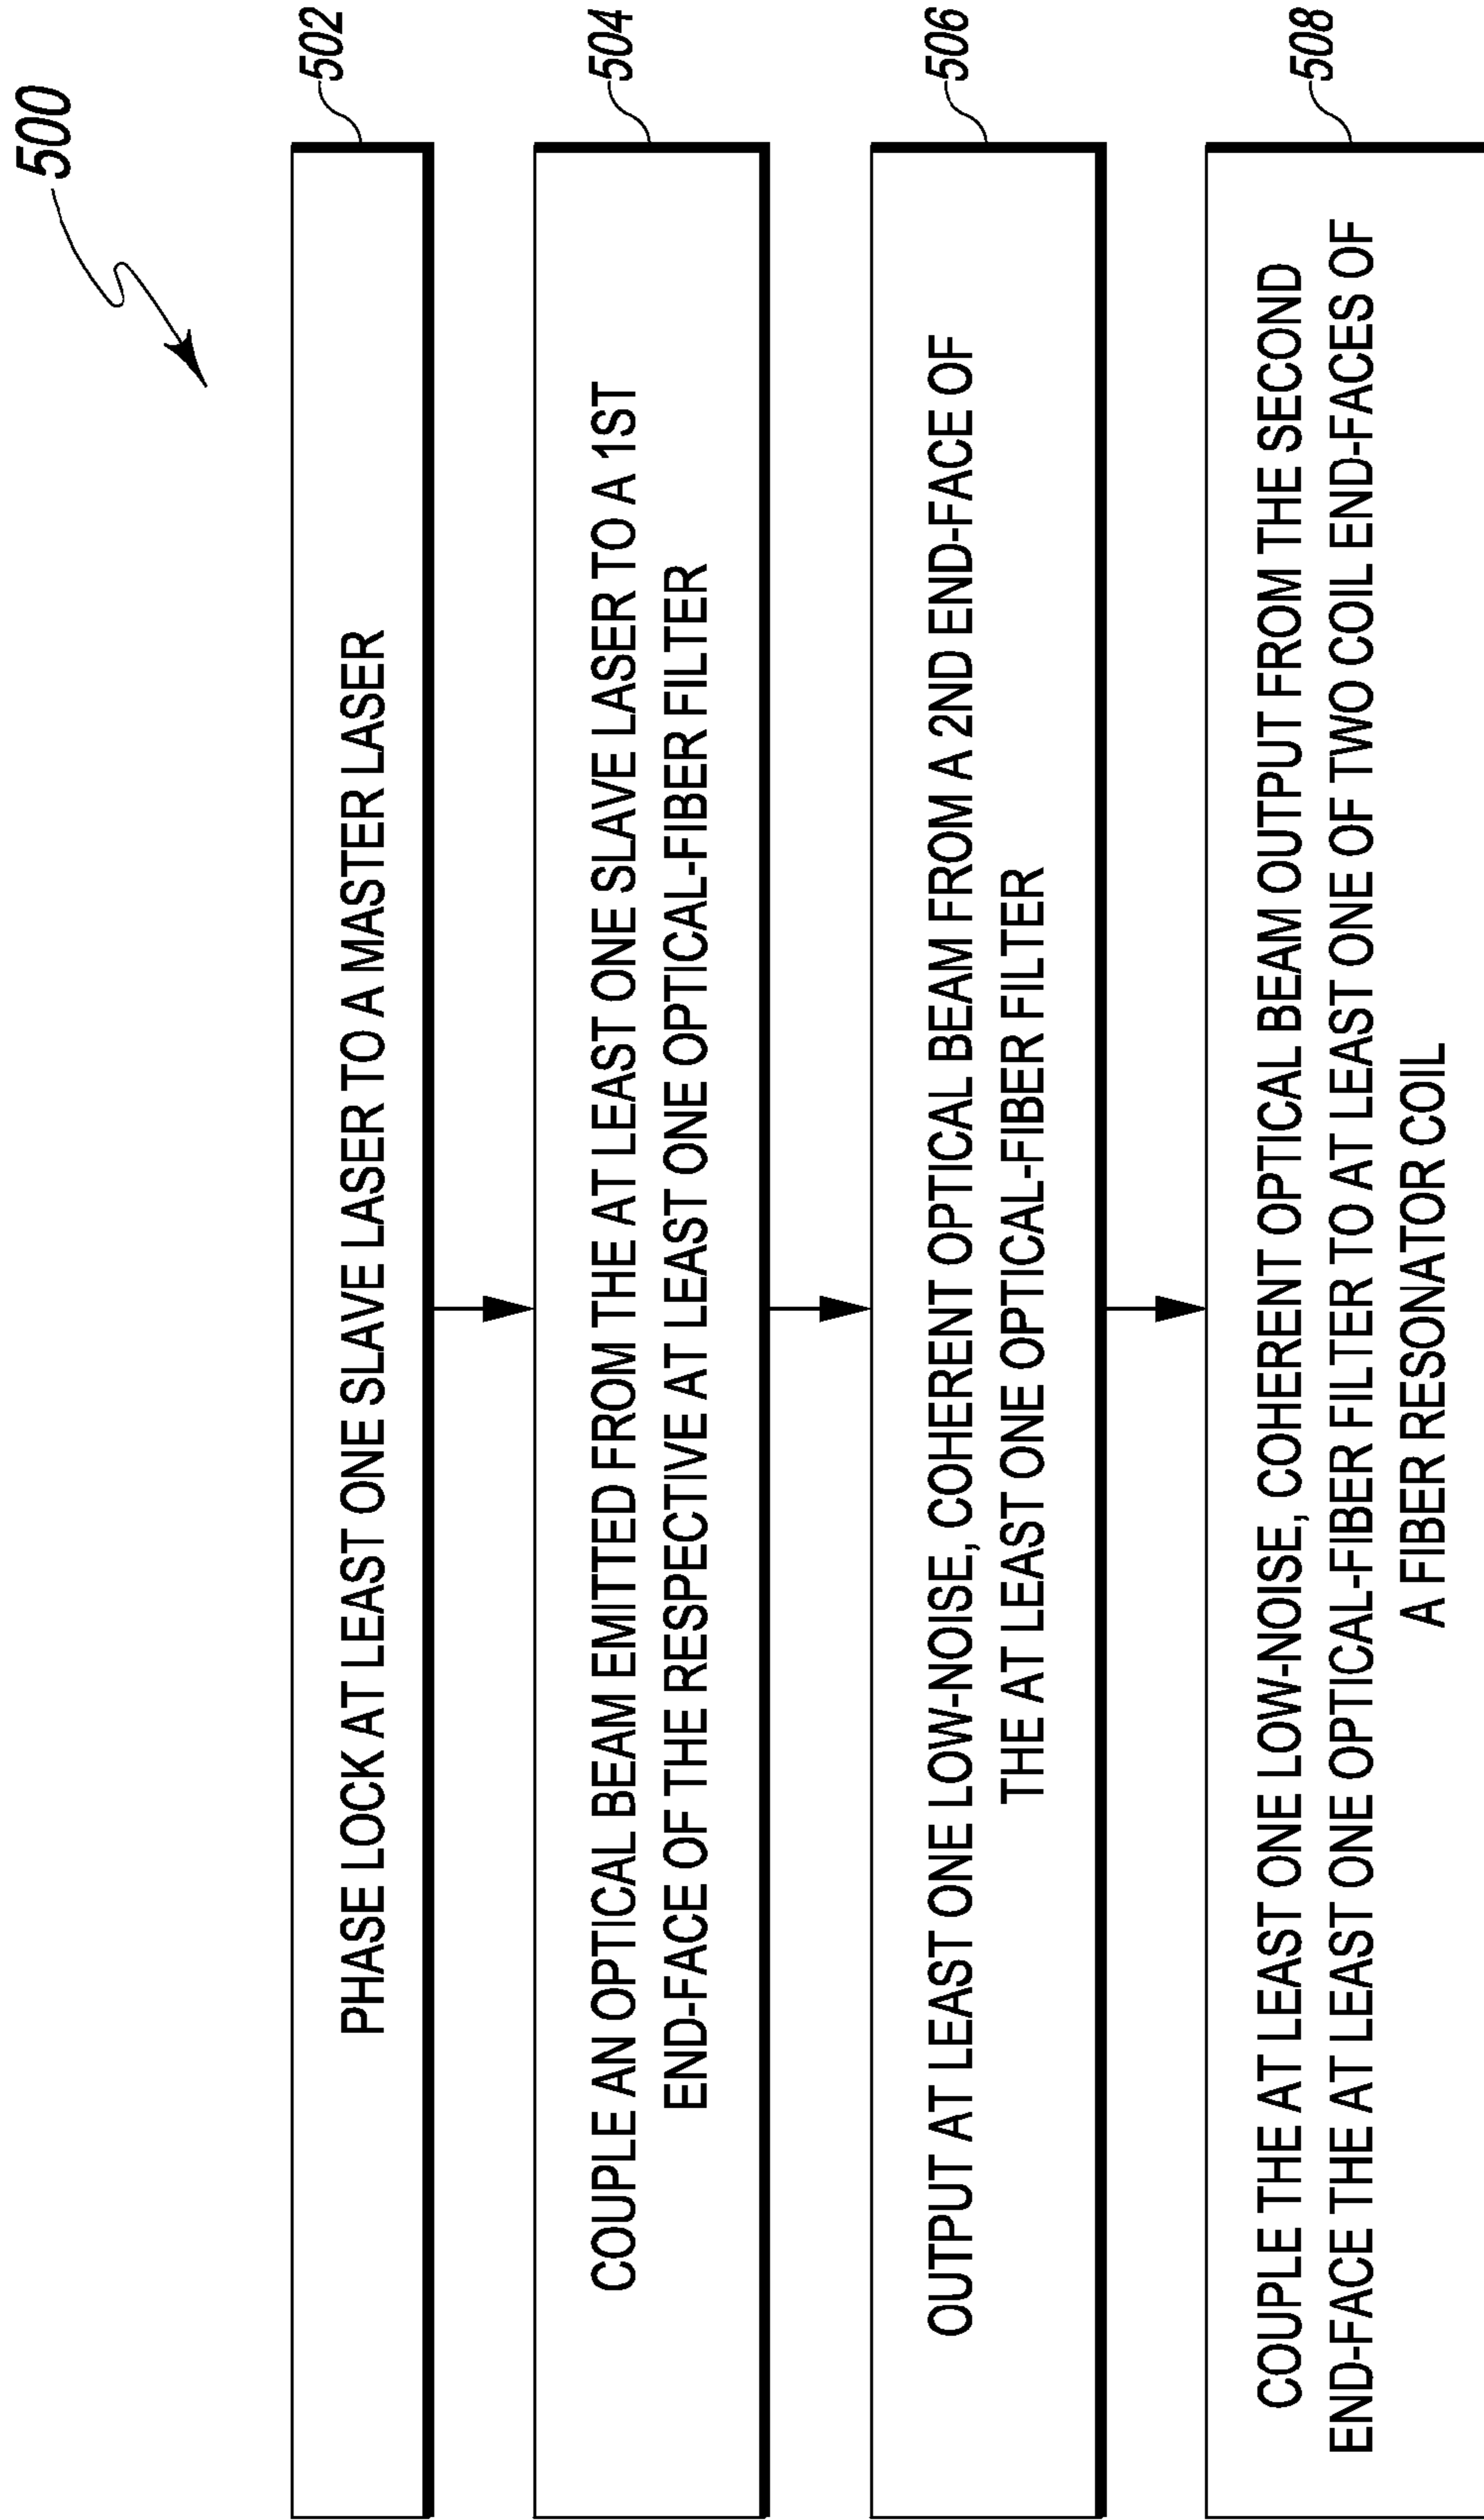 500
502
PHASE LOCK AT LEAST ONE SLAVE LASER TO A MASTER LASER
504
COUPLE AN OPTICAL BEAM EMITTED FROM THE AT LEAST ONE SLAVE LASER TO A 1ST
END-FACE OF THE RESPECTIVE AT LEAST ONE OPTICAL-FIBER FILTER
506
OUTPUT AT LEAST ONE LOW-NOISE, COHERENT OPTICAL BEAM FROM A 2ND END-FACE OF
THE AT LEAST ONE OPTICAL-FIBER FILTER
508
COUPLE THE AT LEAST ONE LOW-NOISE, COHERENT OPTICAL BEAM OUTPUT FROM THE SECOND
END-FACE THE AT LEAST ONE OPTICAL-FIBER FILTER TO AT LEAST ONE OF TWO COIL END-FACES OF
A FIBER RESONATOR COIL